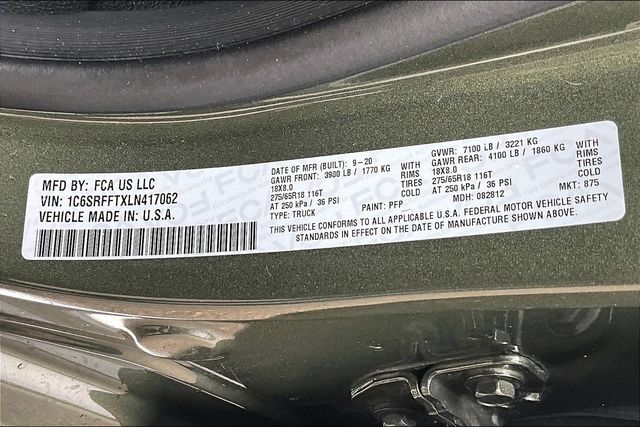 MFD BY: FCA US LLC
VIN: 1C6SRFFTXLN417062
VEHICLE MADE IN: U.S.A.
DATE OF MFR (BUILT): 9-20 GVWR: 7100 LB / 3221 KG
GAWR FRONT: 3900 LB / 1770 KG GAWR REAR: 4100 LB / 1860 KG
18X8.0 RIMS 18X8.0 RIMS
275/65R18 116T TIRES 275/65R18 116T TIRES
AT 250 kPa / 36 PSI COLD AT 250 kPa / 36 PSI COLD
TYPE: TRUCK PAINT: PFP MDH: 082812 MKT: 875
THIS VEHICLE CONFORMS TO ALL APPLICABLE U.S.A. FEDERAL MOTOR VEHICLE SAFETY
STANDARDS IN EFFECT ON THE DATE OF MANUFACTURE SHOWN ABOVE.